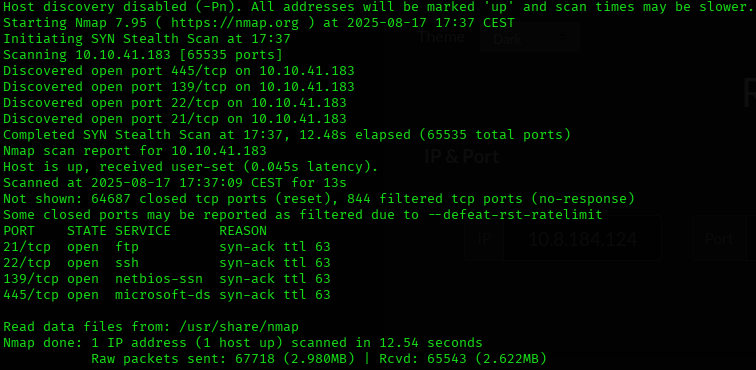 Host discovery disabled (-Pn). All addresses will be marked 'up' and scan times may be slower.
Starting Nmap 7.95 ( https://nmap.org ) at 2025-08-17 17:37 CEST
Initiating SYN Stealth Scan at 17:37
Theme
Dark
Scanning 10.10.41.183 [65535 ports]
Discovered open port 445/tcp on 10.10.41.183
Discovered open port 139/tcp on 10.10.41.183
Discovered open port 22/tcp on 10.10.41.183
Discovered open port 21/tcp on 10.10.41.183
Completed SYN Stealth Scan at 17:37, 12.48s elapsed (65535 total ports)
Nmap scan report for 10.10.41.183
IP & Port
Host is up, received user-set (0.045s latency).
Scanned at 2025-08-17 17:37:09 CEST for 13s
Not shown: 64687 closed tcp ports (reset), 844 filtered tcp ports (no-response)
Some closed ports may be reported as filtered due to --defeat-rst-ratelimit
PORT    STATE SERVICE      REASON
IP 10.8.184.124 Port
21/tcp  open  ftp          syn-ack ttl 63
22/tcp  open  ssh          syn-ack ttl 63
139/tcp open  netbios-ssn  syn-ack ttl 63
445/tcp open  microsoft-ds syn-ack ttl 63
Read data files from: /usr/share/nmap
Nmap done: 1 IP address (1 host up) scanned in 12.54 seconds
Raw packets sent: 67718 (2.980MB) | Rcvd: 65543 (2.622MB)